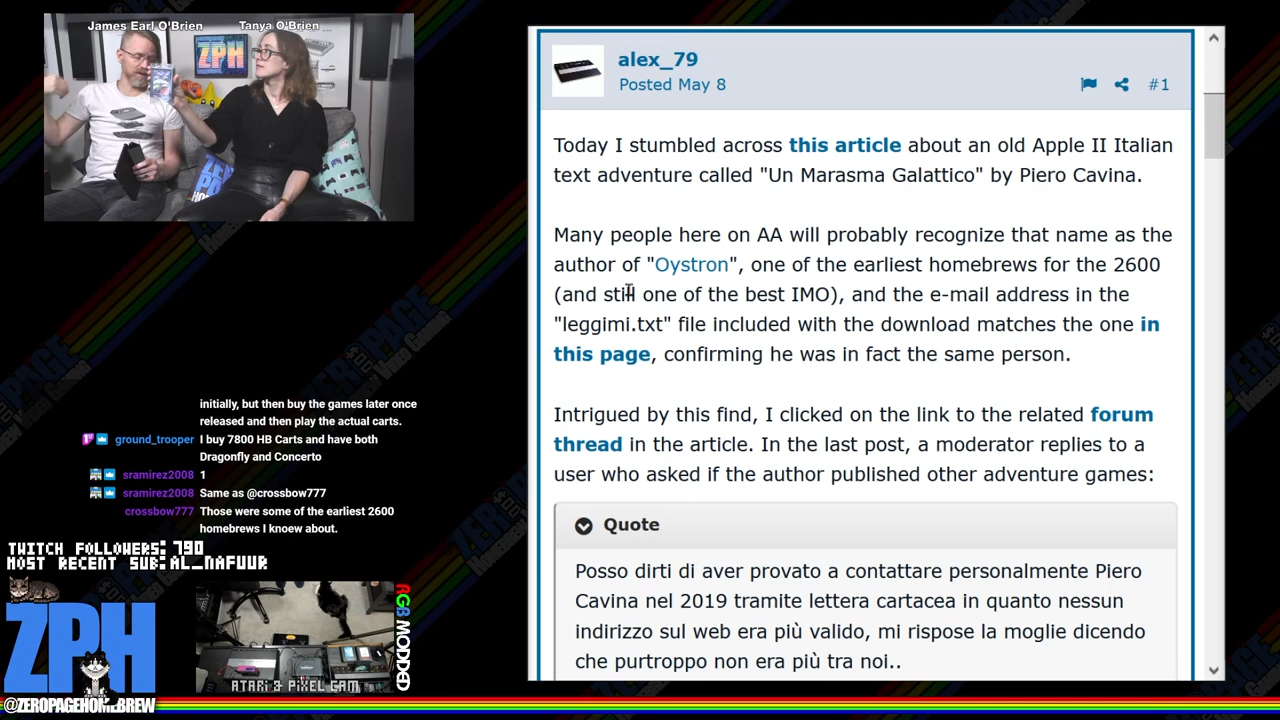 James Earl O'Brien
Tanya O'Brien
ZPH
initially, but then buy the games later once
released and then play the actual carts.
ground_trooper I buy 7800 HB Carts and have both
Dragonfly and Concerto
sramirez2008 1
sramirez2008 Same as @crossbow777
crossbow777 Those were some of the earliest 2600
homebrews I knoew about.
TWITCH FOLLOWERS: 790
MOST RECENT SUB: AL_NAFUUR
ZPH
@ZEROPAGEHOMEBREW
ATARI & PIXEL CAM
RGB MODDED
alex_79
Posted May 8
#1
Today I stumbled across this article about an old Apple II Italian
text adventure called "Un Marasma Galattico" by Piero Cavina.
Many people here on AA will probably recognize that name as the
author of "Oystron", one of the earliest homebrews for the 2600
(and still one of the best IMO), and the e-mail address in the
"leggimi.txt" file included with the download matches the one in
this page, confirming he was in fact the same person.
Intrigued by this find, I clicked on the link to the related forum
thread in the article. In the last post, a moderator replies to a
user who asked if the author published other adventure games:
Quote
Posso dirti di aver provato a contattare personalmente Piero
Cavina nel 2019 tramite lettera cartacea in quanto nessun
indirizzo sul web era più valido, mi rispose la moglie dicendo
che purtroppo non era più tra noi..